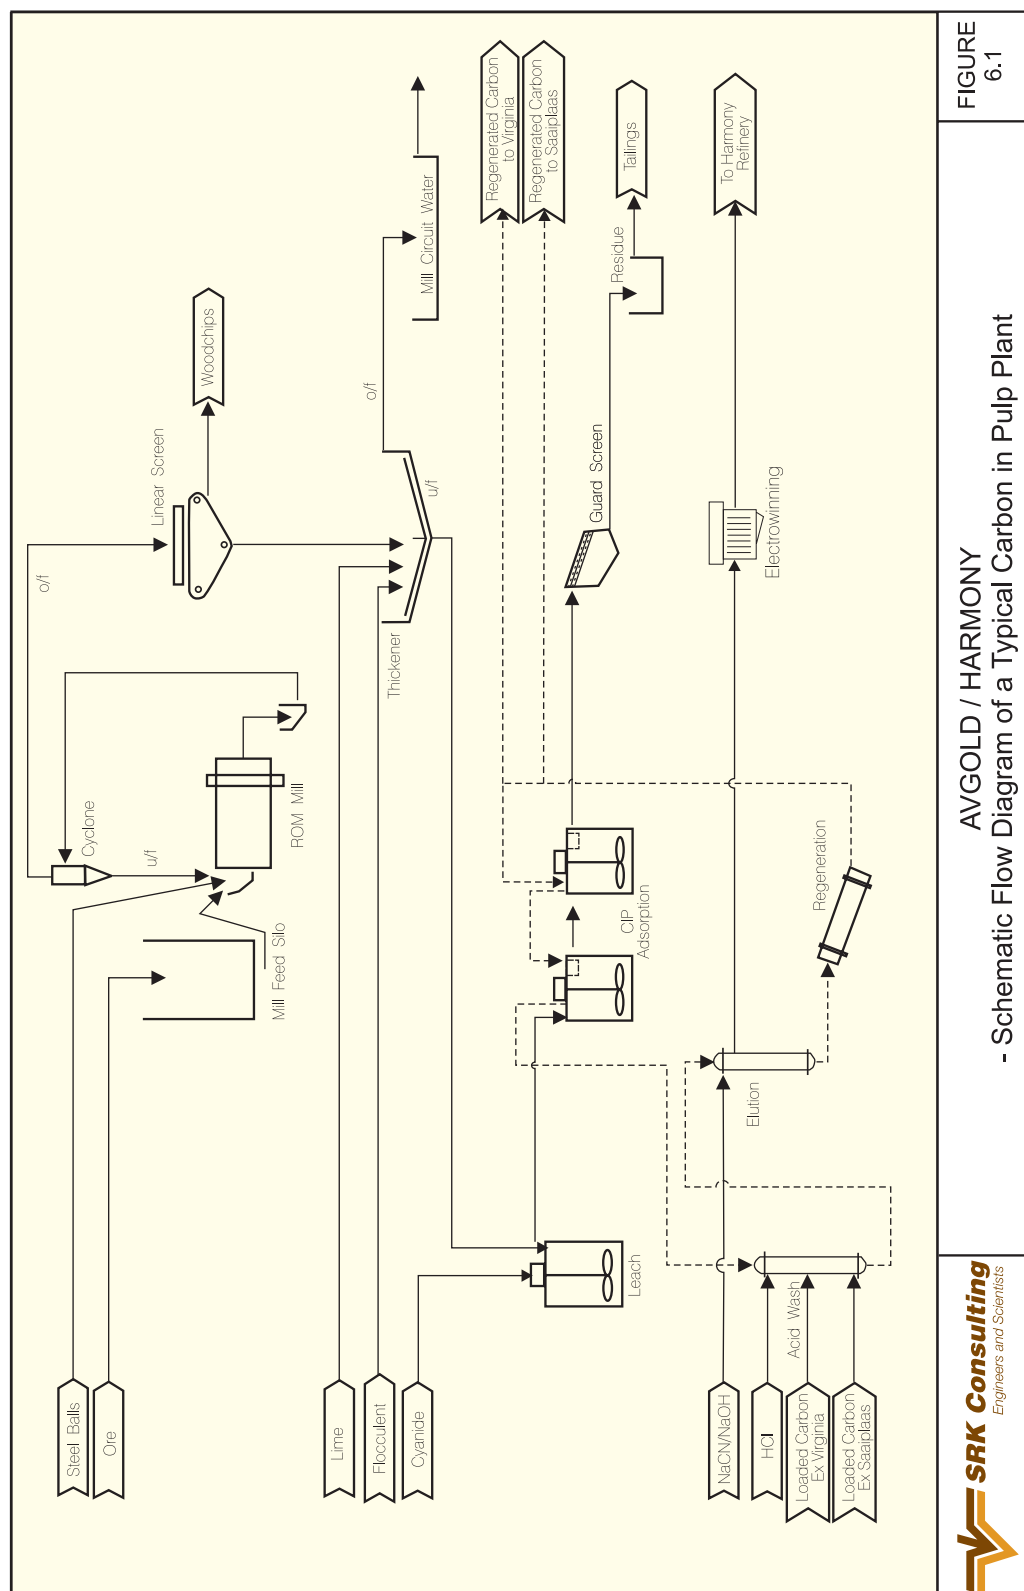 Steel Balls
Ore
Mill Feed Silo
Cyclone
u/f
ROM Mill
o/f
Linear Screen
Woodchips
Lime
Flocculent
Cyanide
Thickener
u/f
o/f
Mill Circuit Water
Leach
CIP
Adsorption
Guard Screen
Residue
Tailings
Regenerated Carbon
to Virginia
Regenerated Carbon
to Saaiplaas
NaCN/NaOH
HCl
Loaded Carbon
Ex Virginia
Loaded Carbon
Ex Saaiplaas
Acid Wash
Elution
Regeneration
Electrowinning
To Harmony
Refinery
SRK Consulting
Engineers and Scientists
AVGOLD / HARMONY
- Schematic Flow Diagram of a Typical Carbon in Pulp Plant
FIGURE
6.1